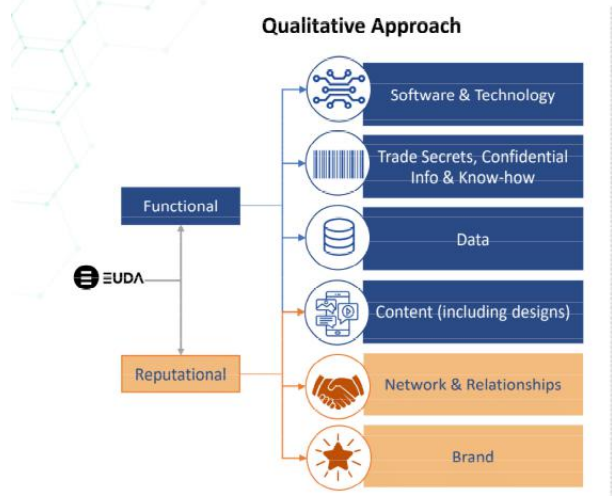 Qualitative Approach
Software & Technology
Trade Secrets, Confidential
Info & Know-how
Functional
Data
ΞUDA
Content (including designs)
Reputational
Network & Relationships
Brand